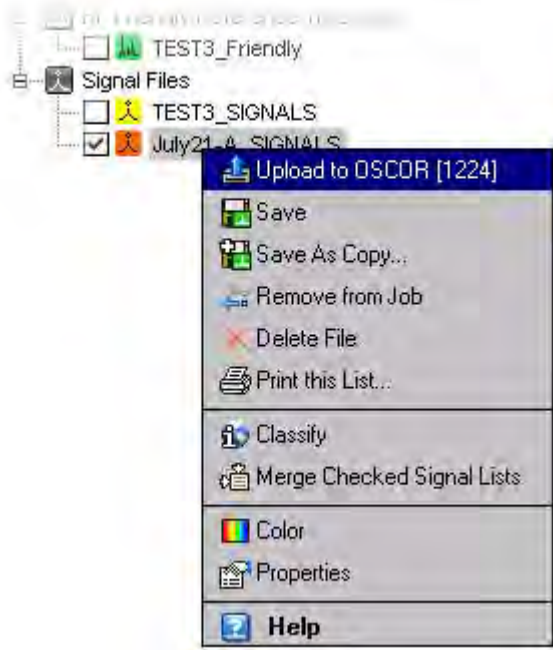 TEST3_Friendly
Signal Files
TEST3_SIGNALS
July21-A_SIGNALS
Upload to OSCOR [1224]
Save
Save As Copy...
Remove from Job
Delete File
Print this List...
Classify
Merge Checked Signal Lists
Color
Properties
Help